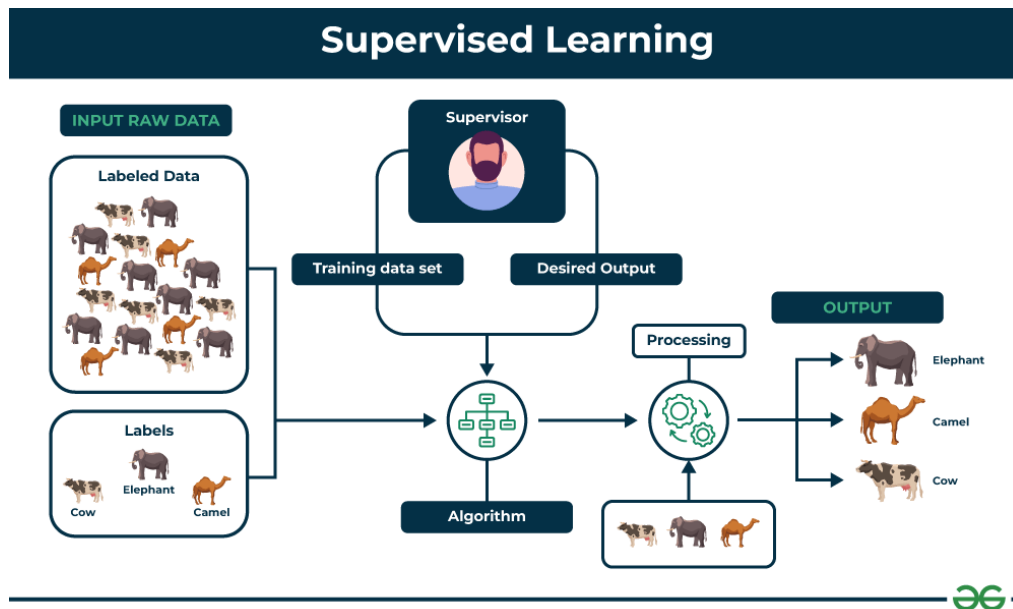 Supervised Learning
INPUT RAW DATA
Labeled Data
Supervisor
Training data set
Desired Output
Labels
Elephant
Cow
Camel
Algorithm
Processing
OUTPUT
Elephant
Camel
Cow